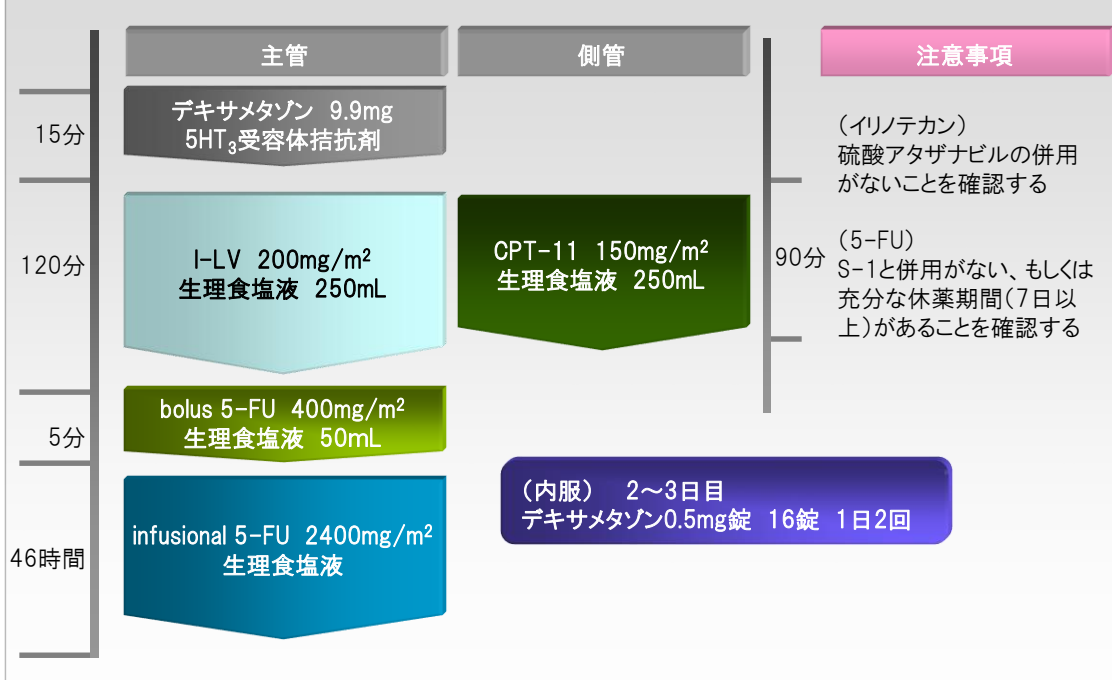 主管
側管
注意事項
15分
デキサメタゾン 9.9mg
5HT₃受容体拮抗剤
120分
l-LV 200mg/m²
生理食塩液 250mL
CPT-11 150mg/m²
生理食塩液 250mL
90分
（イリノテカン）
硫酸アタザナビルの併用
がないことを確認する
（5-FU）
S-1と併用がない、もしくは
充分な休薬期間（7日以
上）があることを確認する
5分
bolus 5-FU 400mg/m²
生理食塩液 50mL
46時間
infusional 5-FU 2400mg/m²
生理食塩液
（内服） 2～3日目
デキサメタゾン0.5mg錠 16錠 1日2回